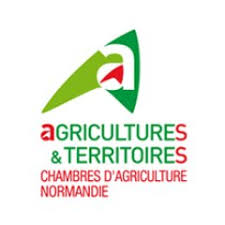 a
aGRICULTURES
& TERRITOIRES
CHAMBRES D'AGRICULTURE
NORMANDIE